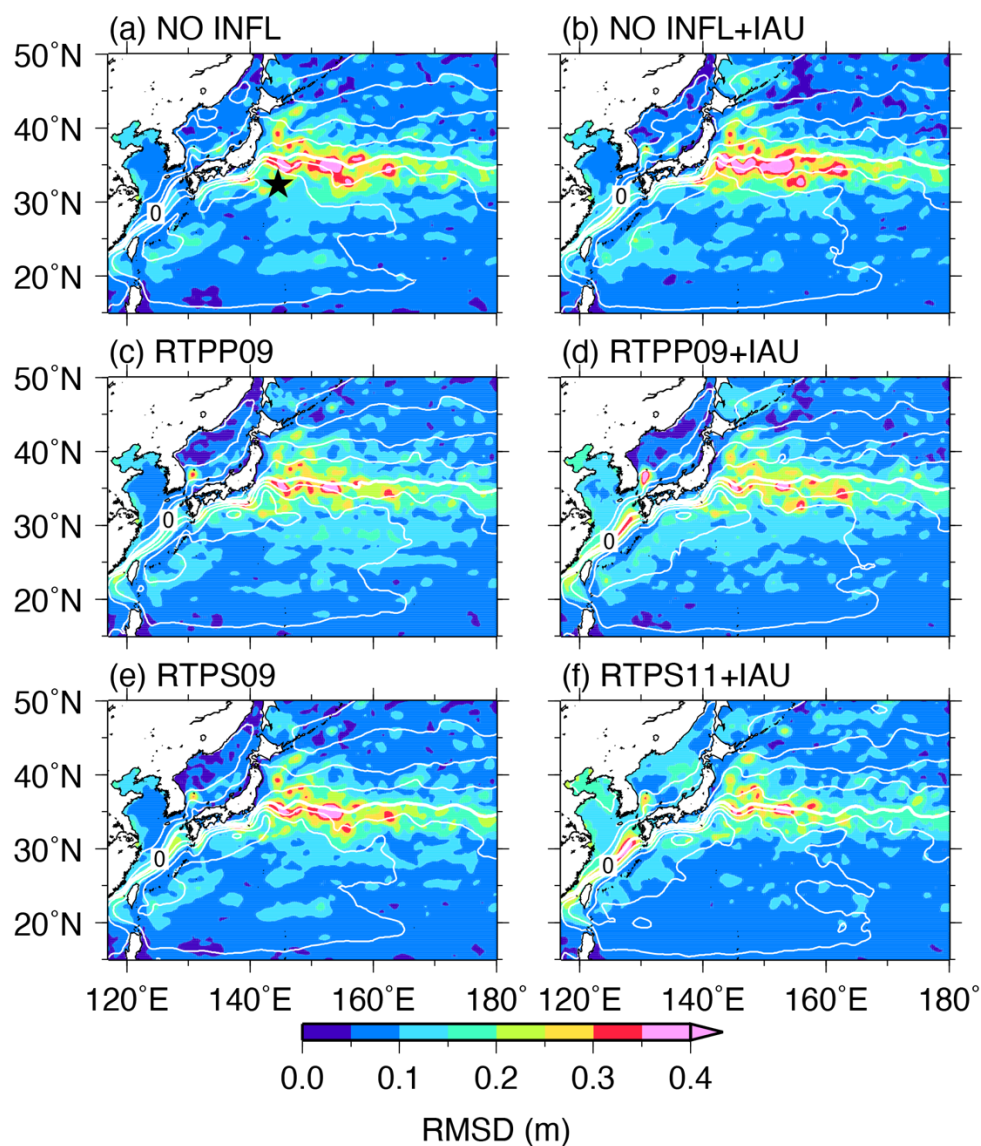 (a) NO INFL
(b) NO INFL+IAU
50˚N
40˚N
30˚N
20˚N
0
0
(c) RTPP09
(d) RTPP09+IAU
50˚N
40˚N
30˚N
20˚N
0
0
(e) RTPS09
(f) RTPS11+IAU
50˚N
40˚N
30˚N
20˚N
0
0
120˚E 140˚E 160˚E 180˚
120˚E 140˚E 160˚E 180˚
0.0 0.1 0.2 0.3 0.4
RMSD (m)